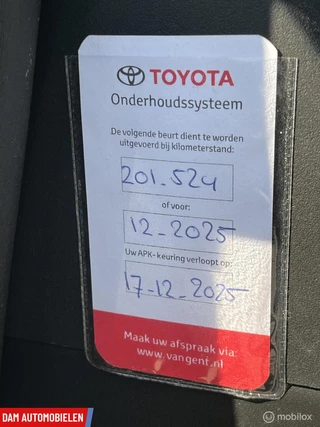 TOYOTA
Onderhoudssysteem
De volgende beurt dient te worden
uitgevoerd bij kilometerstand:
201.524
of voor:
12-2025
Uw APK-keuring verloopt op:
17-12-2025
Maak uw afspraak via:
www.vangent.nl
DAM AUTOMOBIELEN
© mobilox